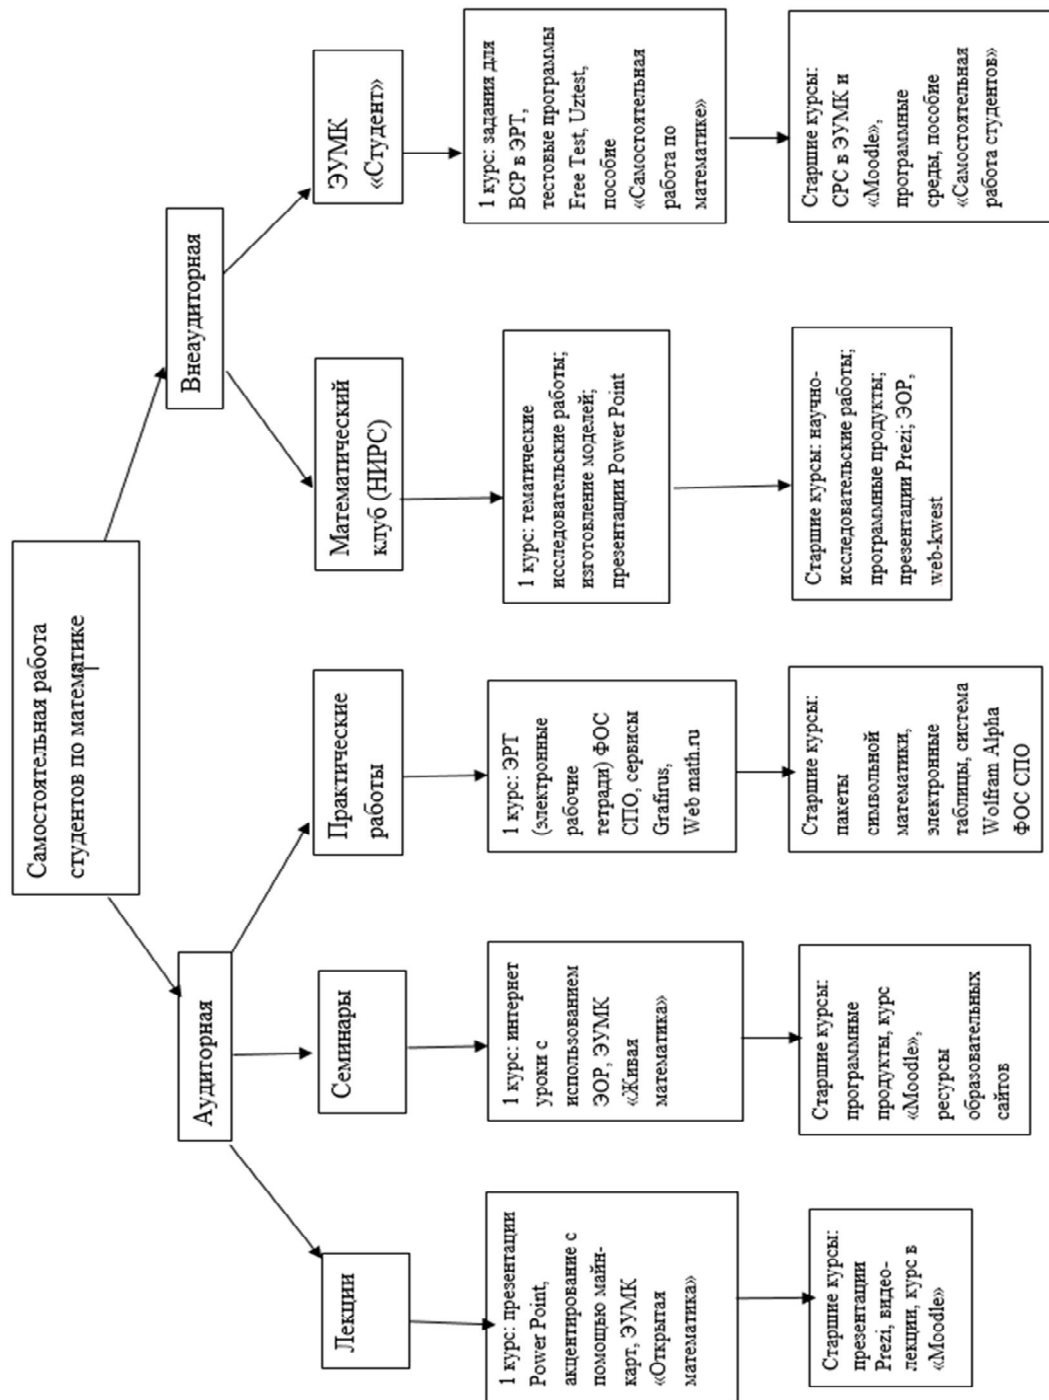 Самостоятельная работа
студентов по математике
Аудиторная
Внеаудиторная
Лекции
Семинары
Практические
работы
Математический
клуб (НИРС)
ЭУМК
«Студент»
1 курс: презентации
Power Point,
акцентирование с
помощью майн-
карт, ЭУМК
«Открытая
математика»
1 курс: интернет
уроки с
использованием
ЭОР, ЭУМК
«Живая
математика»
1 курс: ЭРТ
(электронные
рабочие
тетради) ФОС
СПО, сервисы
Grafirus,
Web math.ru
1 курс: тематические
исследовательские работы;
изготовление моделей;
презентации Power Point
1 курс: задания для
ВСР в ЭРТ,
тестовые программы
Free Test, Uztest,
пособие
«Самостоятельная
работа по
математике»
Старшие курсы:
презентации
Prezi, видео-
лекции, курс в
«Moodle»
Старшие курсы:
программные
продукты, курс
«Moodle»,
ресурсы
образовательных
сайтов
Старшие курсы:
пакеты
символьной
математики,
электронные
таблицы, система
Wolfram Alpha
ФОС СПО
Старшие курсы: научно-
исследовательские работы;
программные продукты;
презентации Prezi; ЭОР,
web-kwest
Старшие курсы:
СРС в ЭУМК и
«Moodle»,
программные
среды, пособие
«Самостоятельная
работа студентов»